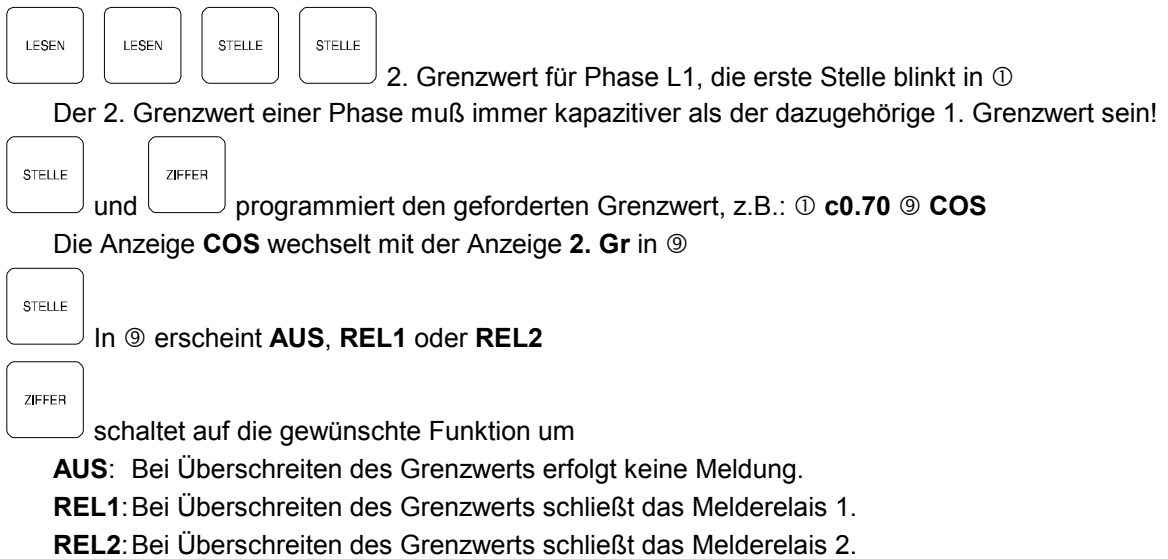 LESEN LESEN STELLE STELLE 2. Grenzwert für Phase L1, die erste Stelle blinkt in ①
Der 2. Grenzwert einer Phase muß immer kapazitiver als der dazugehörige 1. Grenzwert sein!
STELLE und ZIFFER programmiert den geforderten Grenzwert, z.B.: ① c0.70 ⑨ COS
Die Anzeige COS wechselt mit der Anzeige 2. Gr in ⑨
STELLE In ⑨ erscheint AUS, REL1 oder REL2
ZIFFER schaltet auf die gewünschte Funktion um
AUS: Bei Überschreiten des Grenzwerts erfolgt keine Meldung.
REL1: Bei Überschreiten des Grenzwerts schließt das Melderelais 1.
REL2: Bei Überschreiten des Grenzwerts schließt das Melderelais 2.